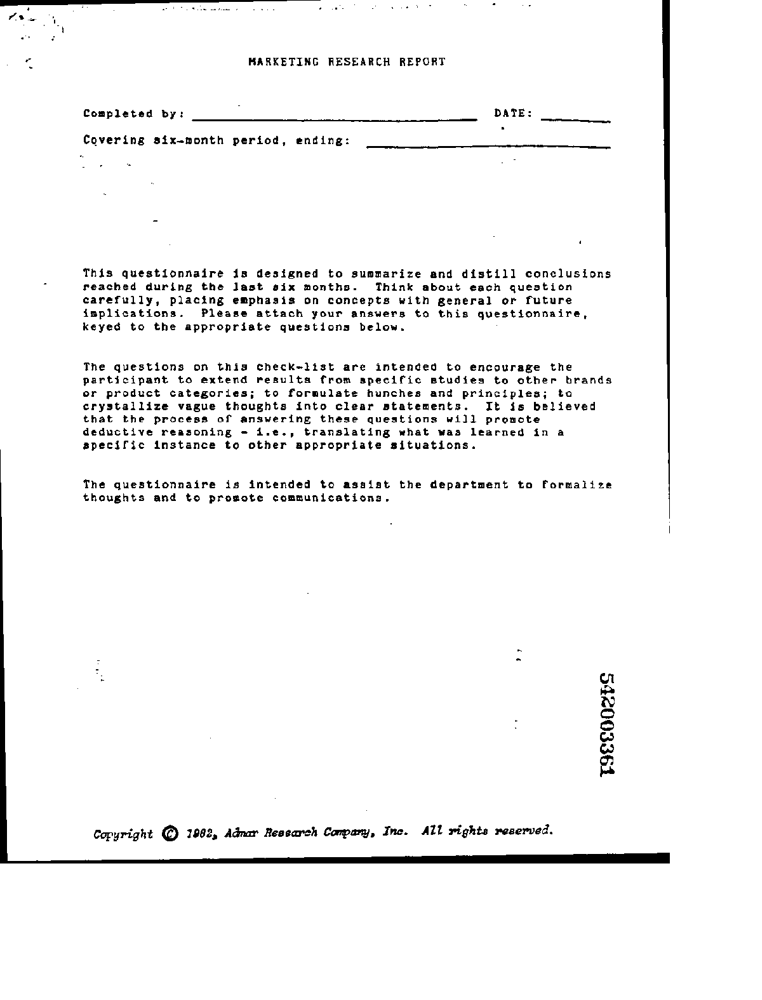 MARKETING RESEARCH REPORT
Completed by: DATE:
Covering six-month period, ending:
This questionnaire is designed to summarize and distill conclusions
reached during the last six months. Think about each question
carefully, placing emphasis on concepts with general or future
implications. Please attach your answers to this questionnaire,
keyed to the appropriate questions below.
The questions on this check-list are intended to encourage the
participant to extend results from specific studies to other brands
or product categories; to formulate hunches and principles; to
crystallize vague thoughts into clear statements. It is believed
that the process of answering these questions will promote
deductive reasoning - i.e., translating what was learned in a
specific instance to other appropriate situations.
The questionnaire is intended to assist the department to formalize
thoughts and to promote communications.
542003361
Copyright © 1982, Admar Research Company, Inc. All rights reserved.